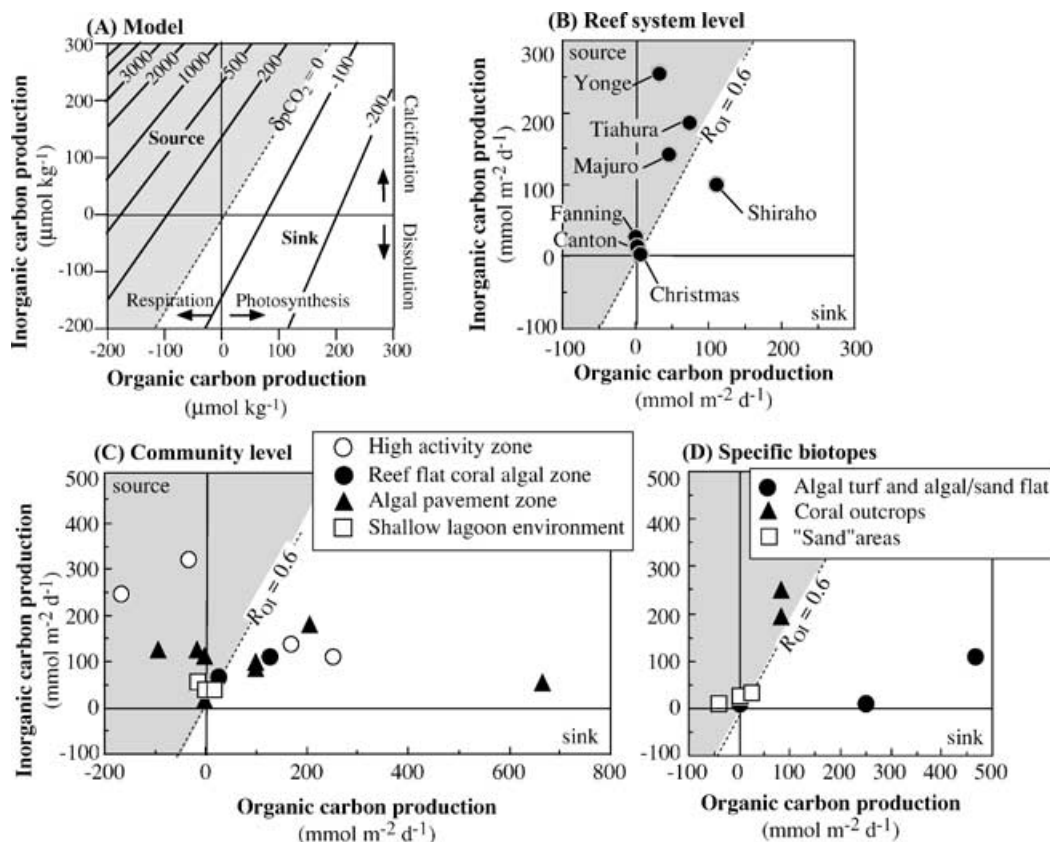 (A) Model
300
200
100
0
-100
-200
-200
-100
0
100
200
300
3000
2000
1000
500
200
δpCO2 = 0
-100
-200
Source
Sink
Respiration
Photosynthesis
Calcification
Dissolution
Inorganic carbon production
(μmol kg-1)
Organic carbon production
(μmol kg-1)
(B) Reef system level
300
200
100
0
-100
-100
0
100
200
300
source
Yonge
Tiahura
Majuro
Fanning
Canton
Christmas
Shiraho
ROI = 0.6
sink
Inorganic carbon production
(mmol m-2 d-1)
Organic carbon production
(mmol m-2 d-1)
(C) Community level
High activity zone
Reef flat coral algal zone
Algal pavement zone
Shallow lagoon environment
500
400
300
200
100
0
-100
-200
0
200
400
600
800
source
ROI = 0.6
sink
Inorganic carbon production
(mmol m-2 d-1)
Organic carbon production
(mmol m-2 d-1)
(D) Specific biotopes
Algal turf and algal/sand flat
Coral outcrops
"Sand"areas
500
400
300
200
100
0
-100
-100
0
100
200
300
400
500
ROI = 0.6
sink
Organic carbon production
(mmol m-2 d-1)